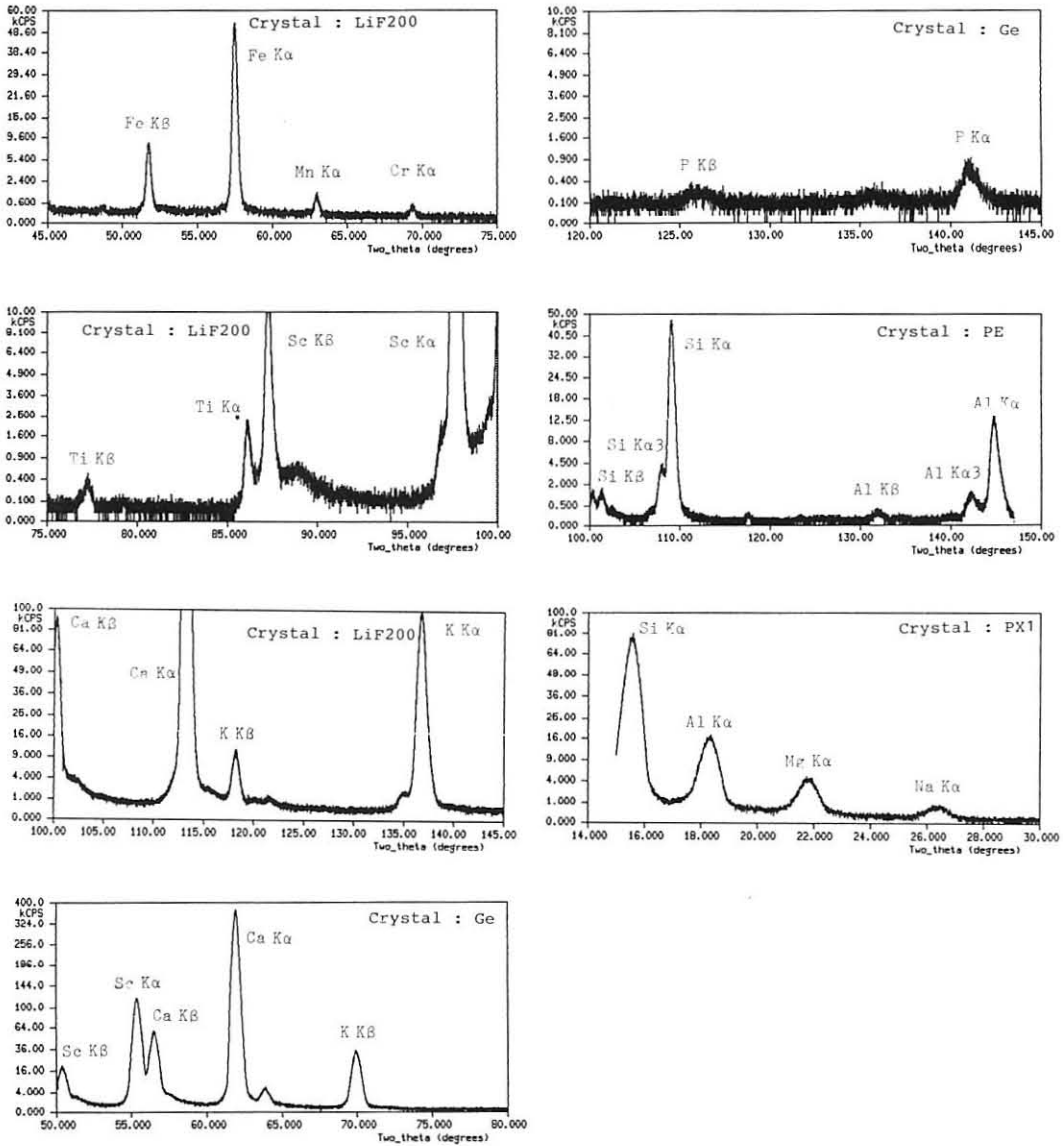 60.00
kCPS
48.60
38.40
29.40
21.60
15.00
9.600
5.400
2.400
0.600
0.000
Crystal : LiF200
Fe Kα
Fe Kβ
Mn Kα
Cr Kα
45.000 50.000 55.000 60.000 65.000 70.000 75.000
Two_theta (degrees)
10.00
kCPS
8.100
6.400
4.900
3.600
2.500
1.600
0.900
0.400
0.100
0.000
Crystal : Ge
P Kβ
P Kα
120.00 125.00 130.00 135.00 140.00 145.00
Two_theta (degrees)
10.00
kCPS
8.100
6.400
4.900
3.600
2.600
1.600
0.900
0.400
0.100
0.000
Crystal : LiF200
Sc Kβ
Sc Kα
Ti Kα
Ti Kβ
75.000 80.000 85.000 90.000 95.000 100.00
Two_theta (degrees)
50.00
kCPS
40.50
32.00
24.50
18.00
12.50
8.000
4.500
2.000
0.500
0.000
Crystal : PE
Si Kα
Al Kα
Si Kα3
Si Kβ
Al Kβ
Al Kα3
100.00 110.00 120.00 130.00 140.00 150.00
Two_theta (degrees)
100.0
kCPS
81.00
64.00
49.00
36.00
26.00
16.00
9.000
4.000
1.000
0.000
Ca Kβ
Crystal : LiF200
K Kα
Ca Kα
K Kβ
100.00 105.00 110.00 115.00 120.00 125.00 130.00 135.00 140.00 145.00
Two_theta (degrees)
100.0
kCPS
81.00
64.00
49.00
36.00
25.00
16.00
9.000
4.000
1.000
0.000
Si Kα
Crystal : PX1
Al Kα
Mg Kα
Na Kα
14.000 16.000 18.000 20.000 22.000 24.000 26.000 28.000 30.000
Two_theta (degrees)
400.0
kCPS
324.0
256.0
196.0
144.0
100.0
64.00
36.00
16.00
4.000
0.000
Crystal : Ge
Ca Kα
Sc Kα
Ca Kβ
Sc Kβ
K Kβ
50.000 55.000 60.000 65.000 70.000 75.000 80.000
Two_theta (degrees)